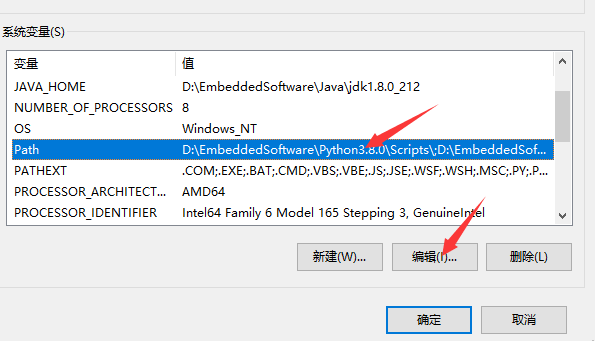 系统变量(S)
变量 值
JAVA_HOME D:\EmbeddedSoftware\Java\jdk1.8.0_212
NUMBER_OF_PROCESSORS 8
OS Windows_NT
Path D:\EmbeddedSoftware\Python3.8.0\Scripts\;D:\EmbeddedSof...
PATHEXT .COM;.EXE;.BAT;.CMD;.VBS;.VBE;.JS;.JSE;.WSF;.WSH;.MSC;.PY;.P...
PROCESSOR_ARCHITECT... AMD64
PROCESSOR_IDENTIFIER Intel64 Family 6 Model 165 Stepping 3, GenuineIntel
新建(W)... 编辑(I)... 删除(L)
确定 取消